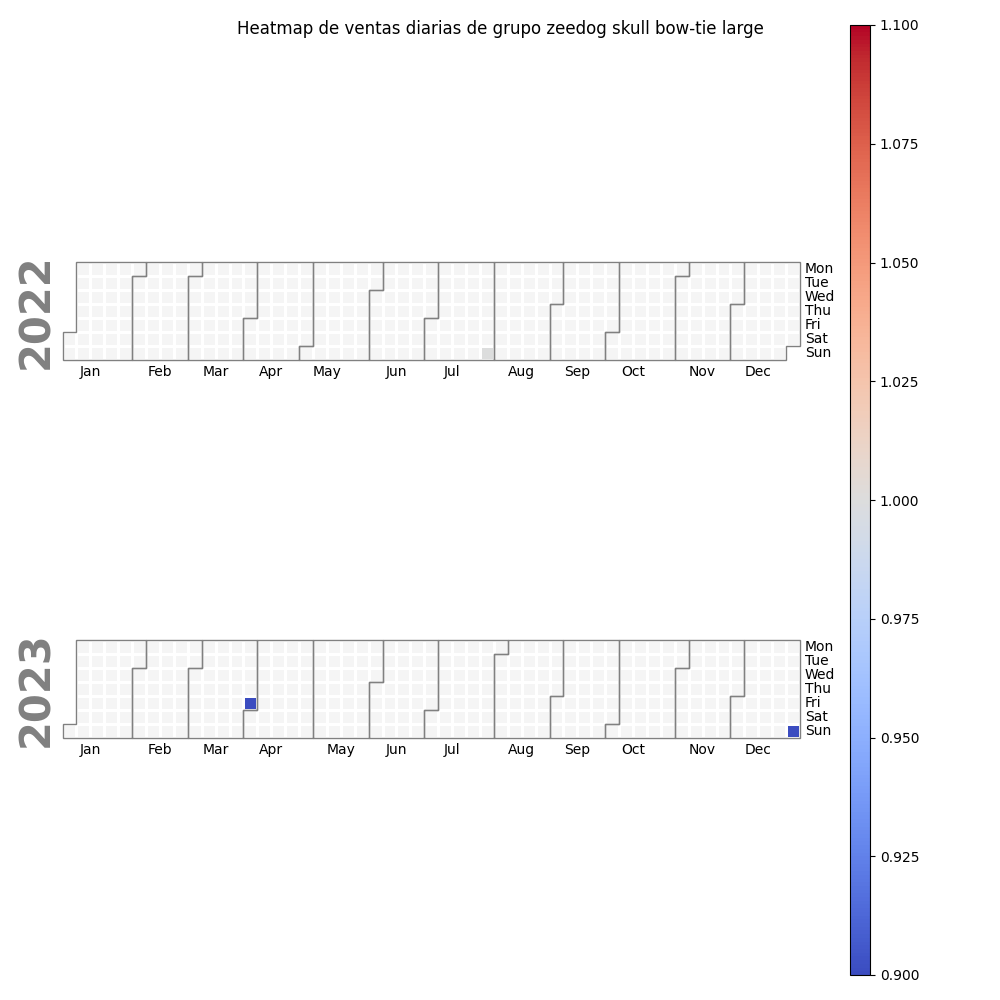 Heatmap de ventas diarias de grupo zeedog skull bow-tie large
2022
Mon
Tue
Wed
Thu
Fri
Sat
Sun
Jan Feb Mar Apr May Jun Jul Aug Sep Oct Nov Dec
2023
Mon
Tue
Wed
Thu
Fri
Sat
Sun
Jan Feb Mar Apr May Jun Jul Aug Sep Oct Nov Dec
1.100
1.075
1.050
1.025
1.000
0.975
0.950
0.925
0.900